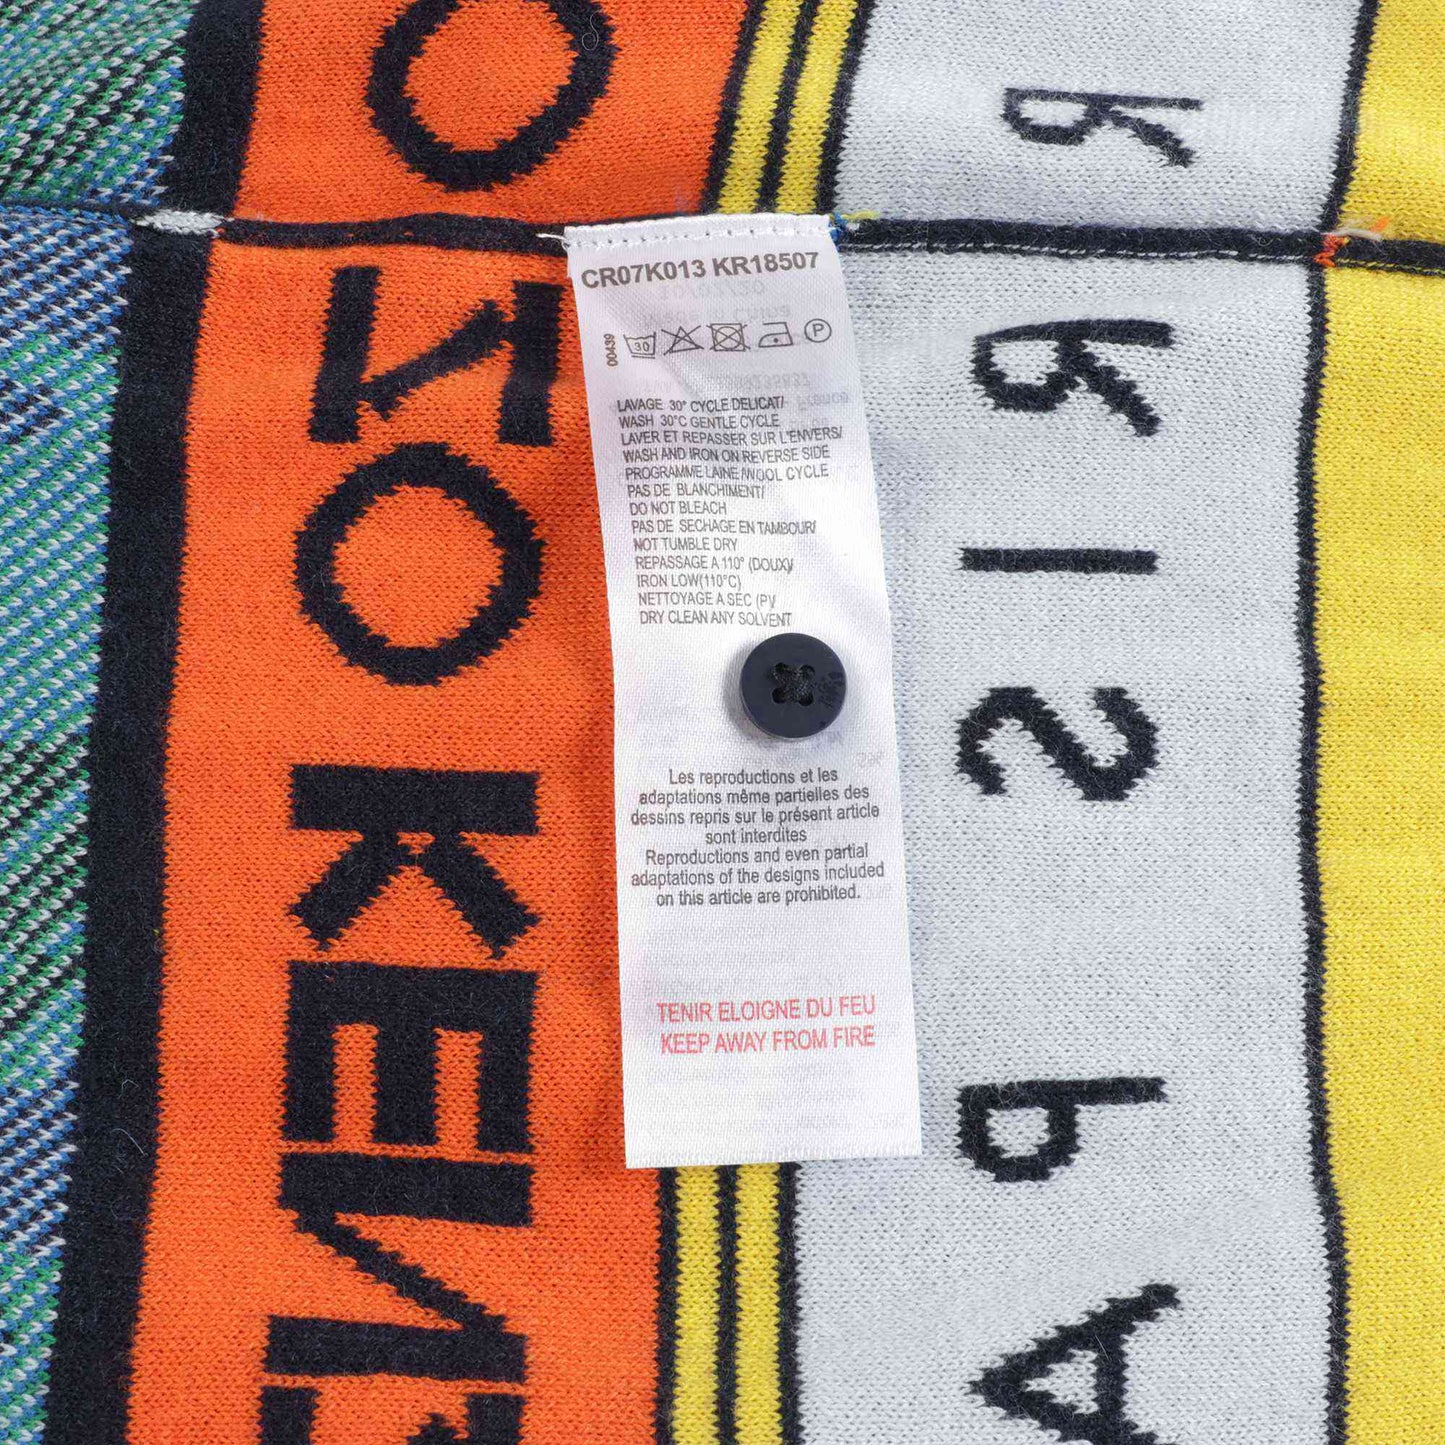 CR07K013 KR18507
00439
30 P
LAVAGE 30° CYCLE DELICAT/
WASH 30°C GENTLE CYCLE
LAVER ET REPASSER SUR L'ENVERS/
WASH AND IRON ON REVERSE SIDE
PROGRAMME LAINE /WOOL CYCLE
PAS DE BLANCHIMENT/
DO NOT BLEACH
PAS DE SECHAGE EN TAMBOUR/
NOT TUMBLE DRY
REPASSAGE A 110° (DOUX)/
IRON LOW(110°C)
NETTOYAGE A SEC (P)/
DRY CLEAN ANY SOLVENT
Les reproductions et les
adaptations même partielles des
dessins repris sur le présent article
sont interdites
Reproductions and even partial
adaptations of the designs included
on this article are prohibited.
TENIR ELOIGNE DU FEU
KEEP AWAY FROM FIRE